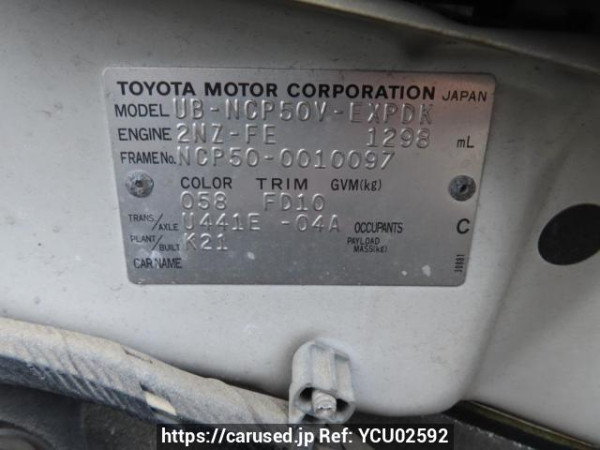 TOYOTA MOTOR CORPORATION JAPAN
MODEL UB-NCP50V-EXPDK
ENGINE 2NZ-FE 1298 mL
FRAME No. NCP50-0010097
COLOR TRIM GVM(kg)
058 FD10
TRANS./AXLE U441E -04A OCCUPANTS C
PLANT/BUILT K21 PAYLOAD MASS(kg)
CAR NAME
https://carused.jp Ref: YCU02592